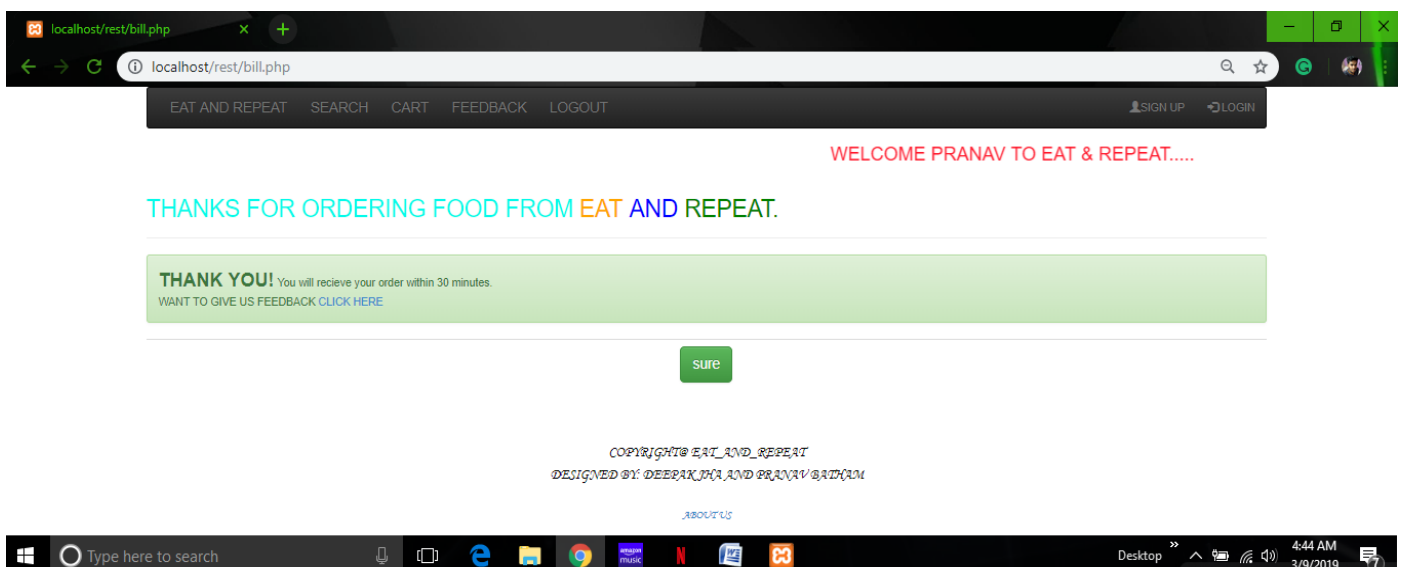 localhost/rest/bill.php
localhost/rest/bill.php
EAT AND REPEAT SEARCH CART FEEDBACK LOGOUT SIGN UP LOGIN
WELCOME PRANAV TO EAT & REPEAT.....
THANKS FOR ORDERING FOOD FROM EAT AND REPEAT.
THANK YOU! You will recieve your order within 30 minutes.
WANT TO GIVE US FEEDBACK CLICK HERE
sure
COPYRIGHT@ EAT_AND_REPEAT
DESIGNED BY: DEEPAK JHA AND PRANAV BATHAM
ABOUT US
Type here to search amazon music Desktop 4:44 AM
3/9/2019 7